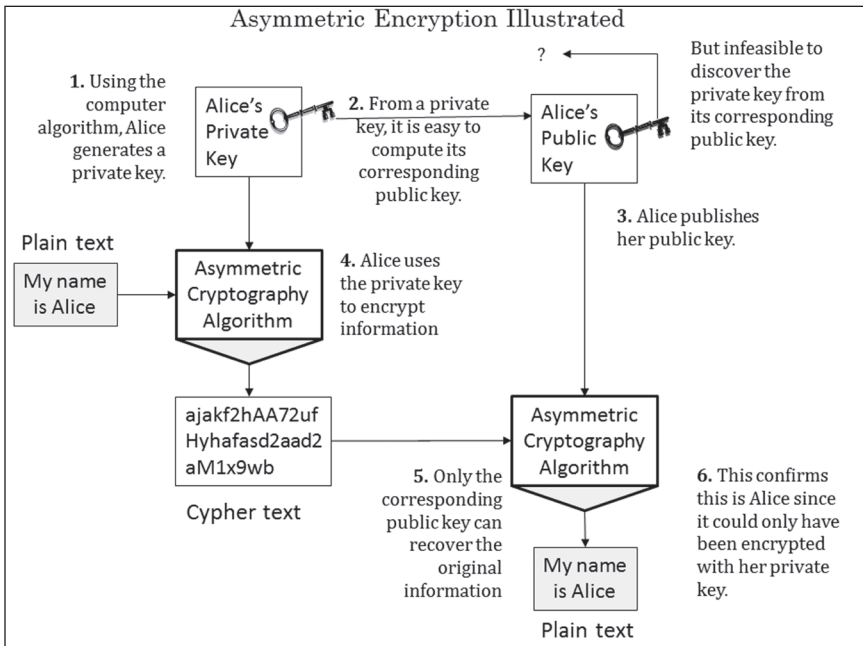 Asymmetric Encryption Illustrated
1. Using the
computer
algorithm, Alice
generates a
private key.
Alice's
Private
Key
2. From a private
key, it is easy to
compute its
corresponding
public key.
?
Alice's
Public
Key
But infeasible to
discover the
private key from
its corresponding
public key.
3. Alice publishes
her public key.
Plain text
My name
is Alice
Asymmetric
Cryptography
Algorithm
4. Alice uses
the private key
to encrypt
information
ajakf2hAA72uf
Hyhafasd2aad2
aM1x9wb
Cypher text
5. Only the
corresponding
public key can
recover the
original
information
Asymmetric
Cryptography
Algorithm
My name
is Alice
Plain text
6. This confirms
this is Alice since
it could only have
been encrypted
with her private
key.